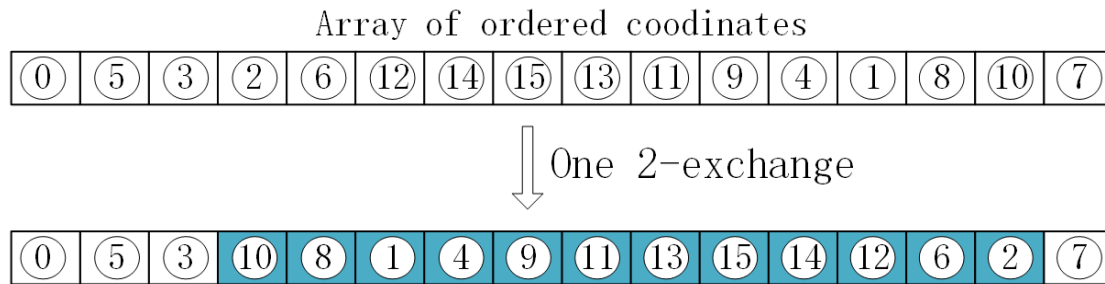 Array of ordered coodinates
0 5 3 2 6 12 14 15 13 11 9 4 1 8 10 7
One 2-exchange
0 5 3 10 8 1 4 9 11 13 15 14 12 6 2 7